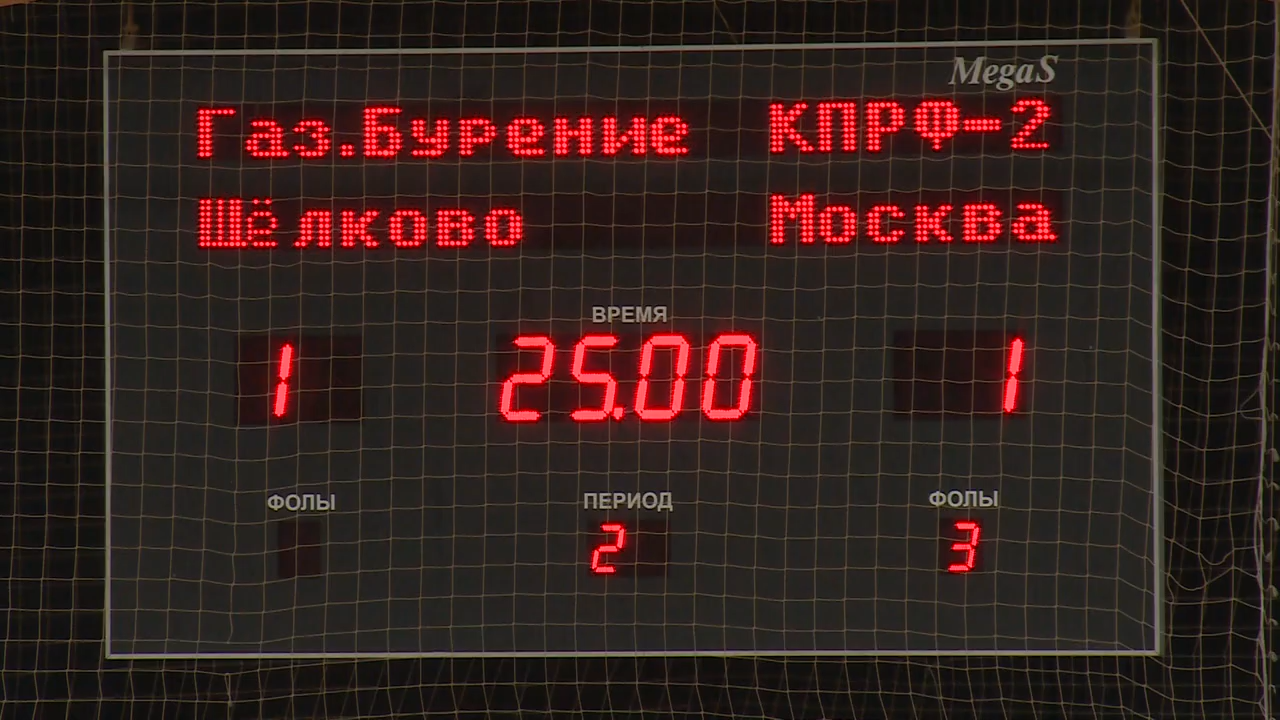 MegaS
Газ.Бурение КПРФ-2
Щёлково Москва
ВРЕМЯ
1 25.00 1
ФОЛЫ ПЕРИОД ФОЛЫ
2 3